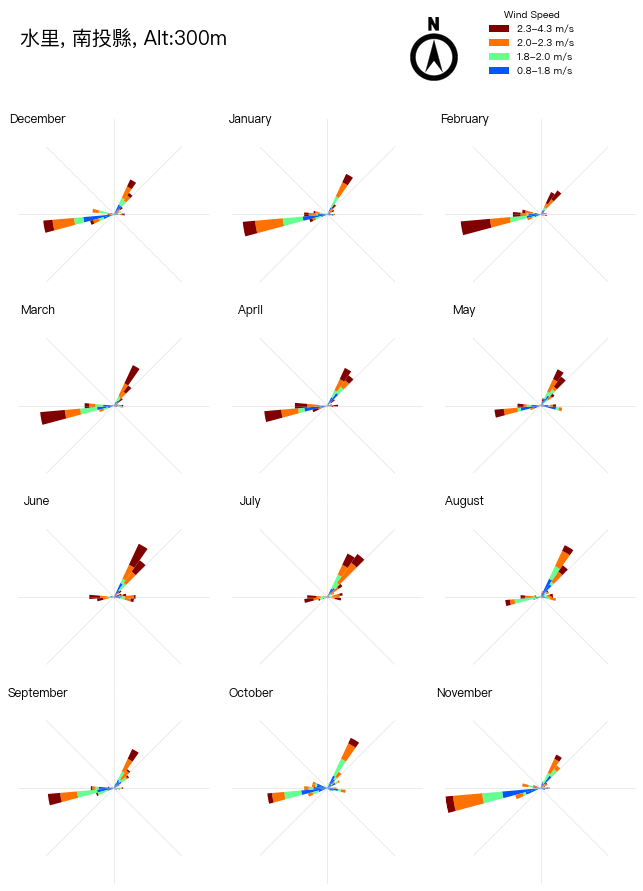 水里, 南投縣, Alt:300m
N
Wind Speed
2.3–4.3 m/s
2.0–2.3 m/s
1.8–2.0 m/s
0.8–1.8 m/s
December
January
February
March
April
May
June
July
August
September
October
November